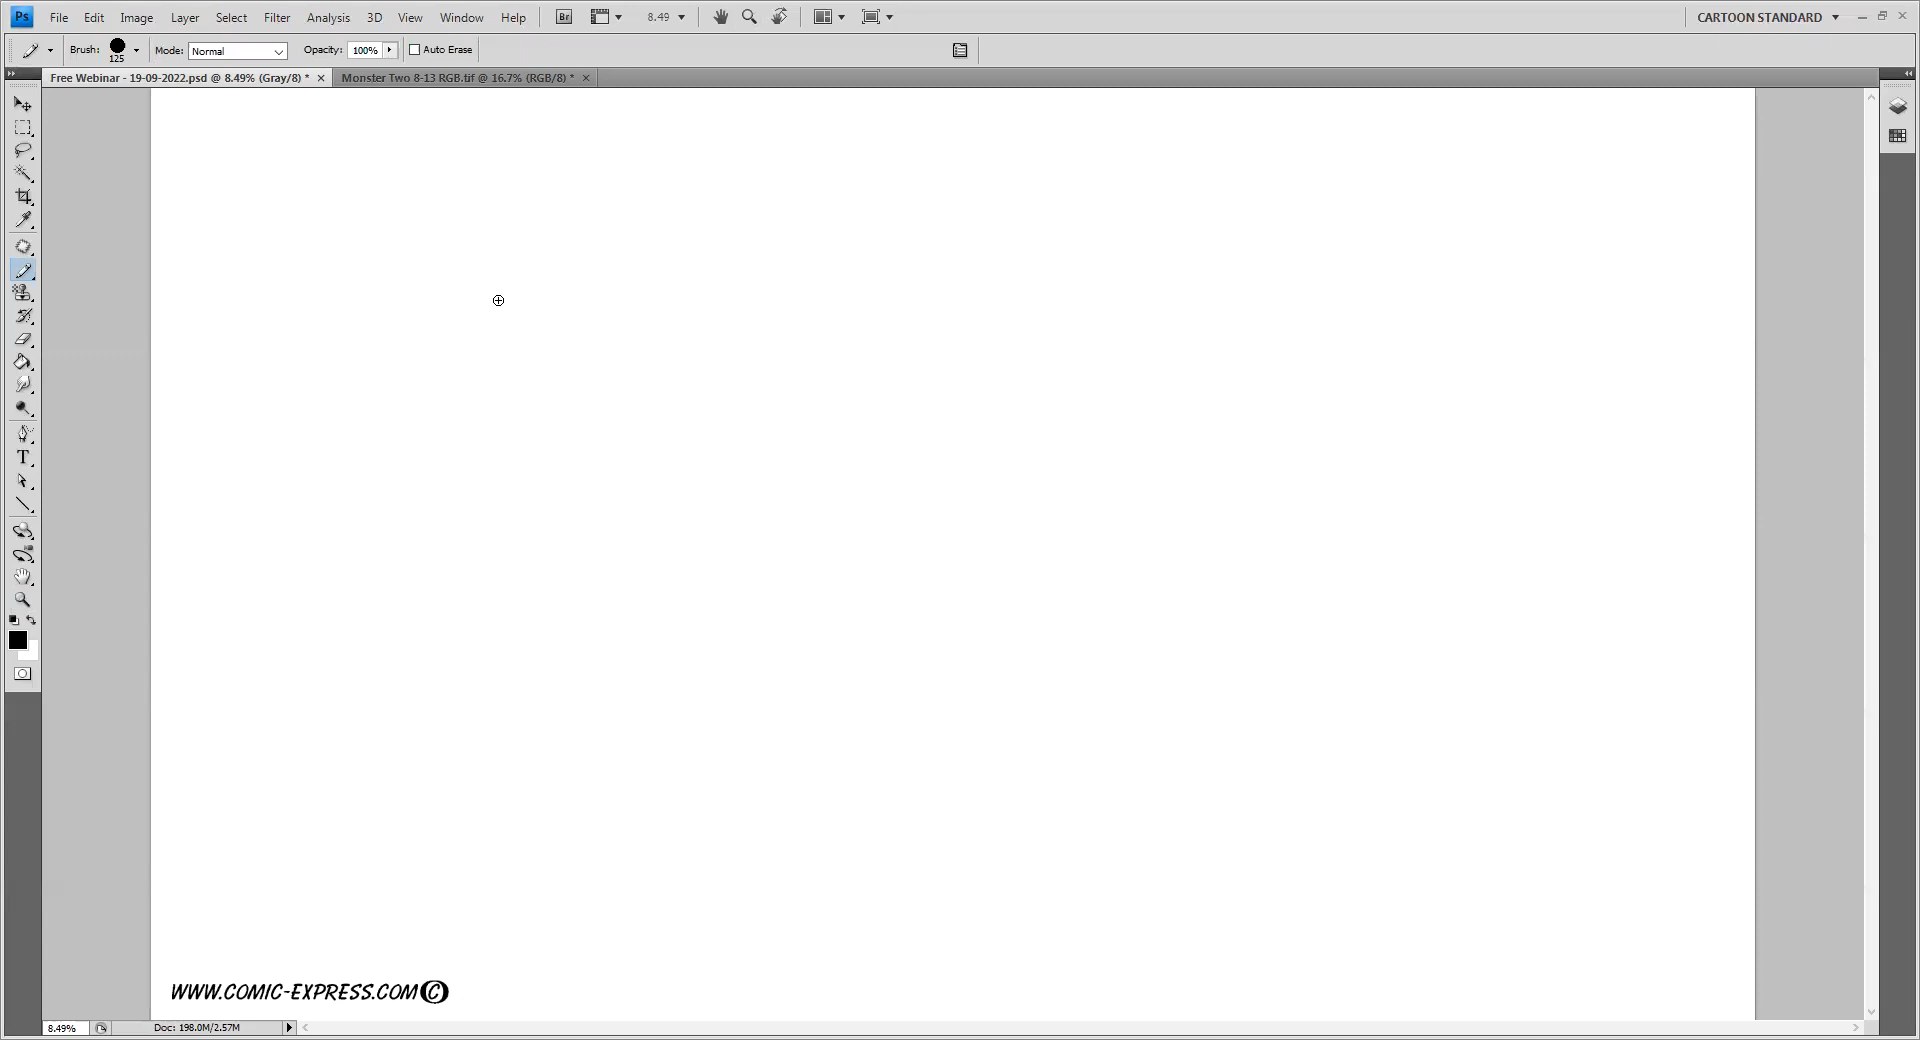 Ps File Edit Image Layer Select Filter Analysis 3D View Window Help Br 8.49 CARTOON STANDARD
Brush: 125 Mode: Normal Opacity: 100% Auto Erase
Free Webinar - 19-09-2022.psd @ 8.49% (Gray/8) * × Monster Two 8-13 RGB.tif @ 16.7% (RGB/8) * ×
T
WWW.COMIC-EXPRESS.COM©
8.49% Doc: 198.0M/2.57M